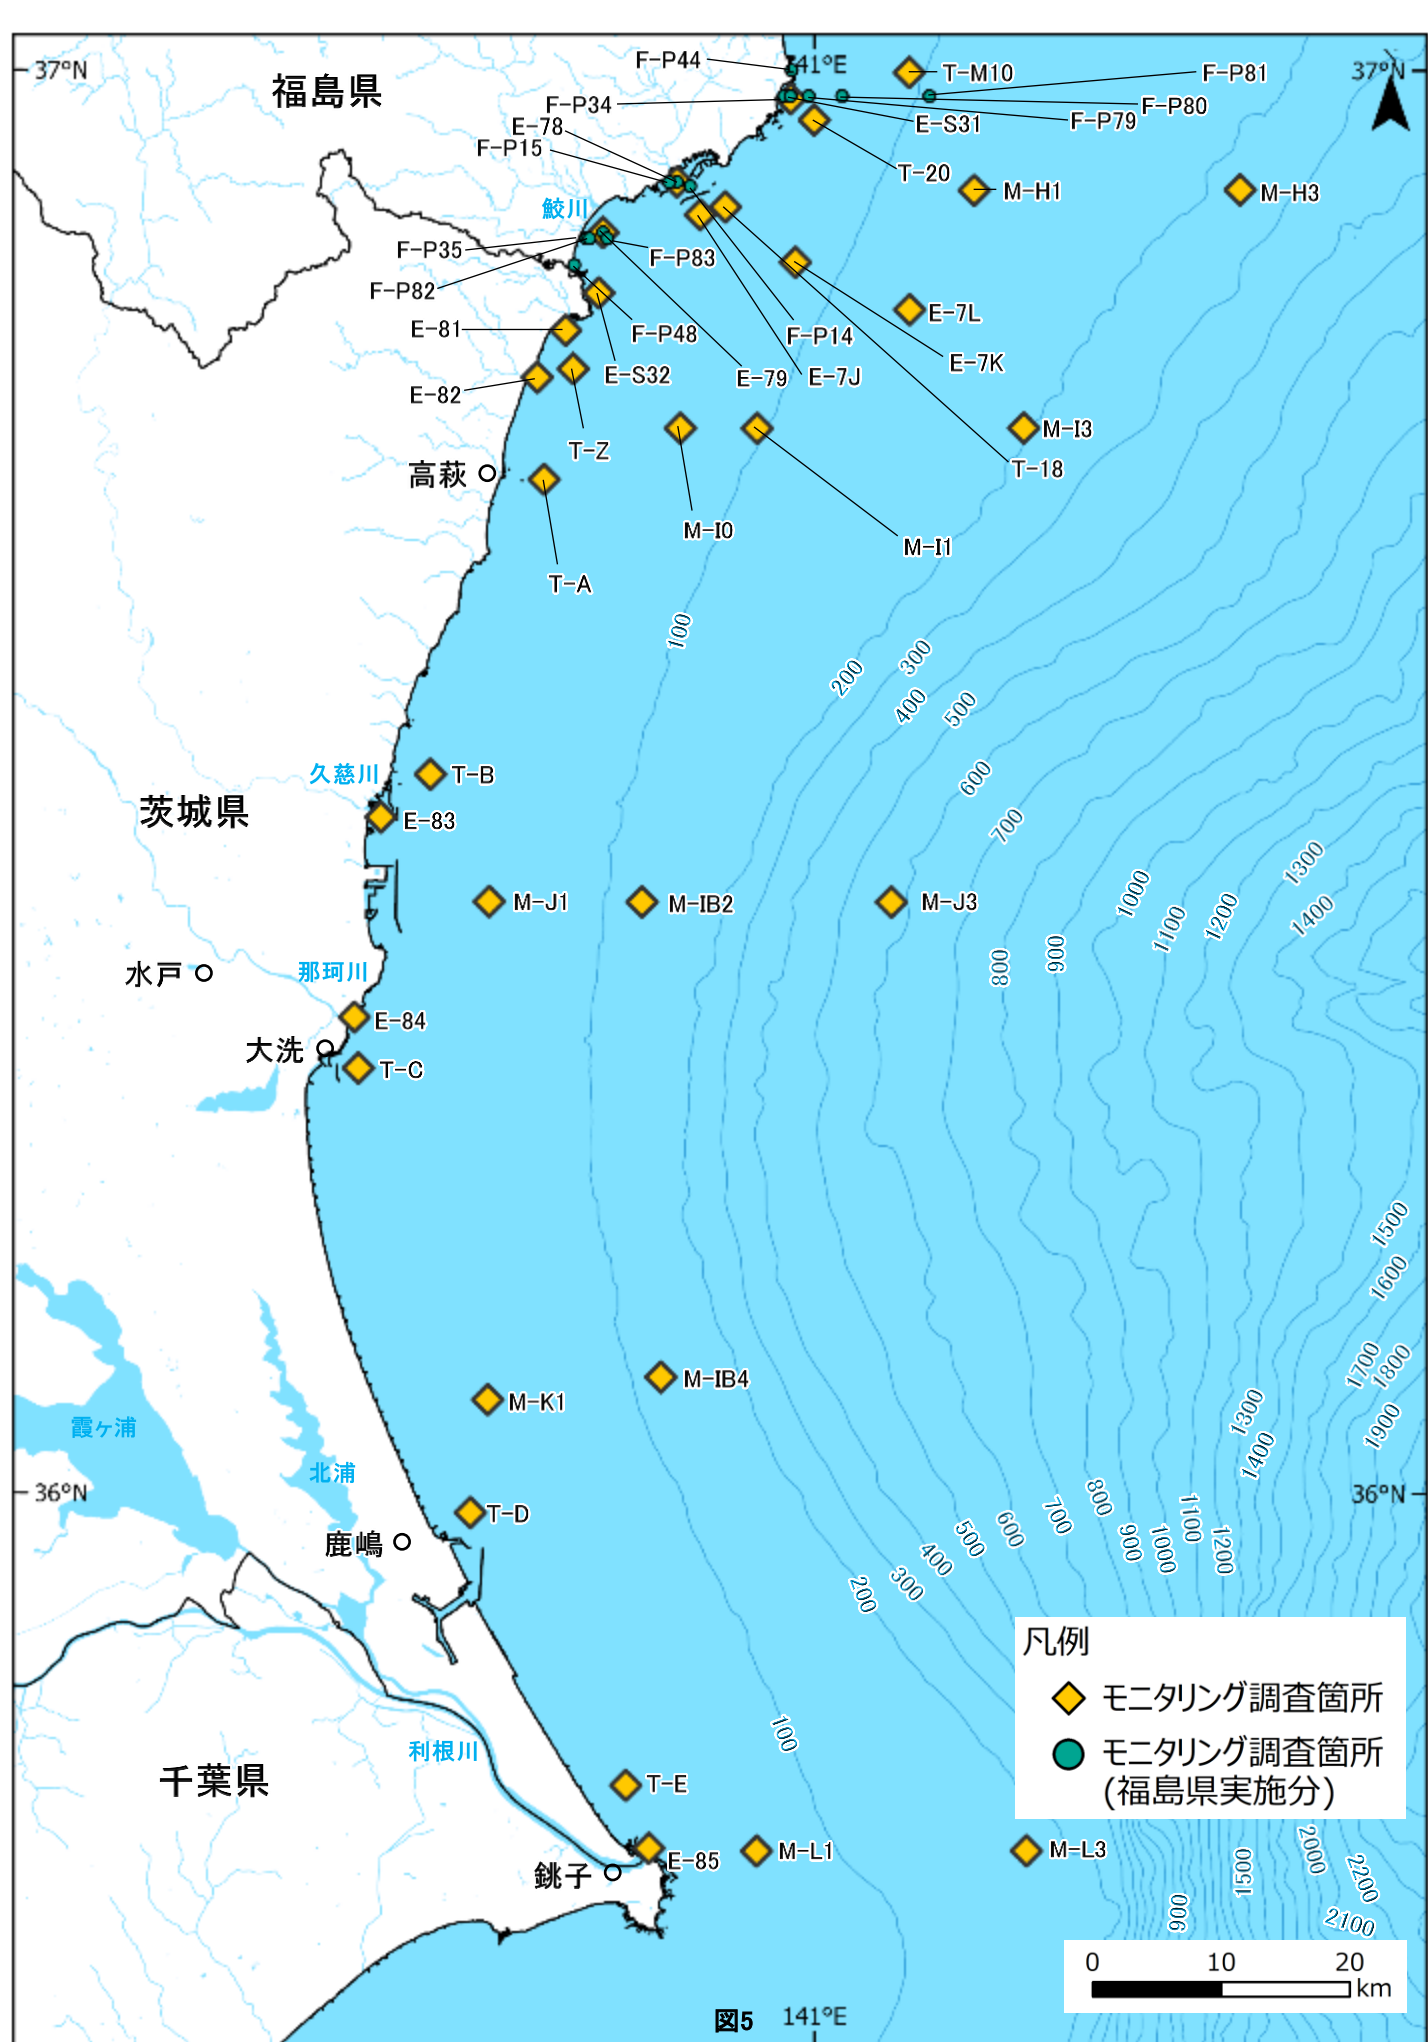 F-P44
141°E
37°N
T-M10
F-P81
37°N
福島県
F-P34
F-P80
E-78
E-S31
F-P79
F-P15
T-20
M-H1
M-H3
鮫川
F-P35
F-P83
F-P82
E-7L
E-81
F-P48
F-P14
E-7K
E-S32
E-79
E-7J
E-82
M-I3
T-Z
T-18
高萩
M-I0
M-I1
T-A
100
200
300
400
500
600
700
久慈川
T-B
茨城県
E-83
1300
1000
1100
1200
1400
M-J1
M-IB2
M-J3
800
900
水戸
那珂川
E-84
大洗
T-C
1500
1600
1700
1800
M-IB4
M-K1
1300
1900
霞ヶ浦
1400
北浦
36°N
36°N
T-D
鹿嶋
200
300
400
500
600
700
800
900
1000
1100
1200
凡例
モニタリング調査箇所
モニタリング調査箇所
(福島県実施分)
100
利根川
千葉県
T-E
M-L1
M-L3
E-85
銚子
900
1500
2000
2200
2100
0 10 20
km
図5
141°E